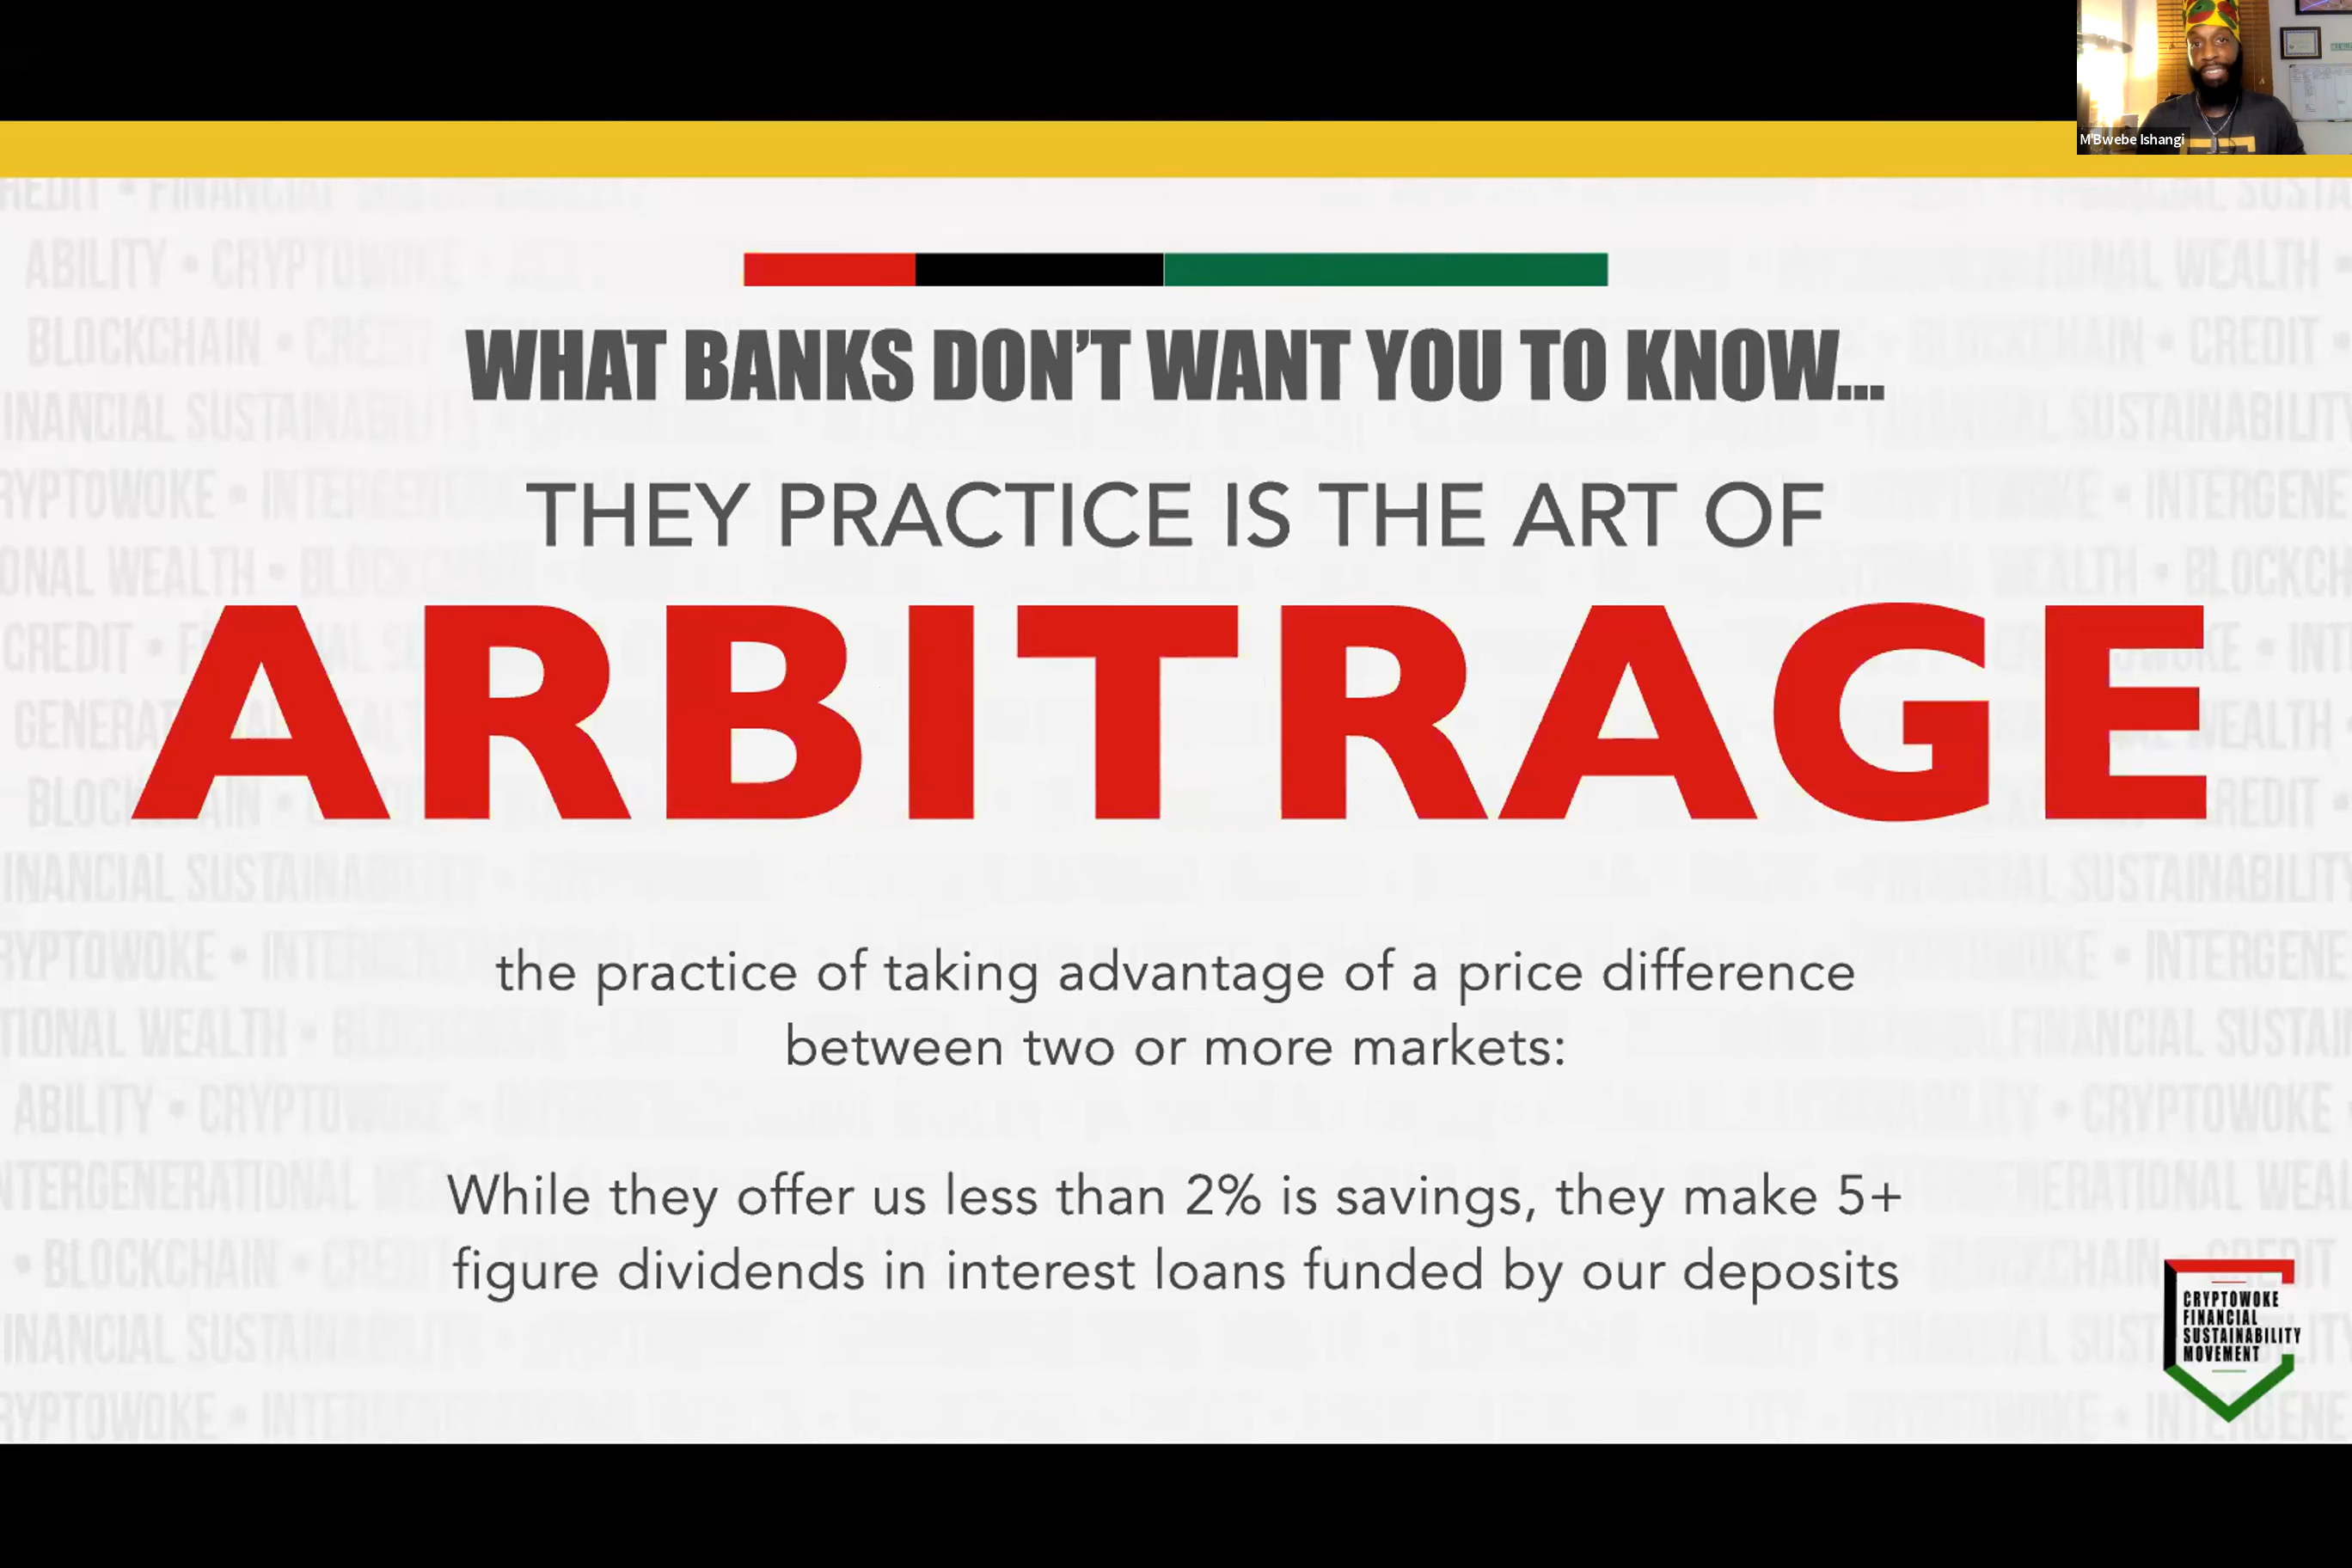 M'Bwebe Ishangi
WHAT BANKS DON'T WANT YOU TO KNOW...
THEY PRACTICE IS THE ART OF
ARBITRAGE
the practice of taking advantage of a price difference
between two or more markets:
While they offer us less than 2% is savings, they make 5+
figure dividends in interest loans funded by our deposits
CRYPTOWOKE
FINANCIAL
SUSTAINABILITY
MOVEMENT